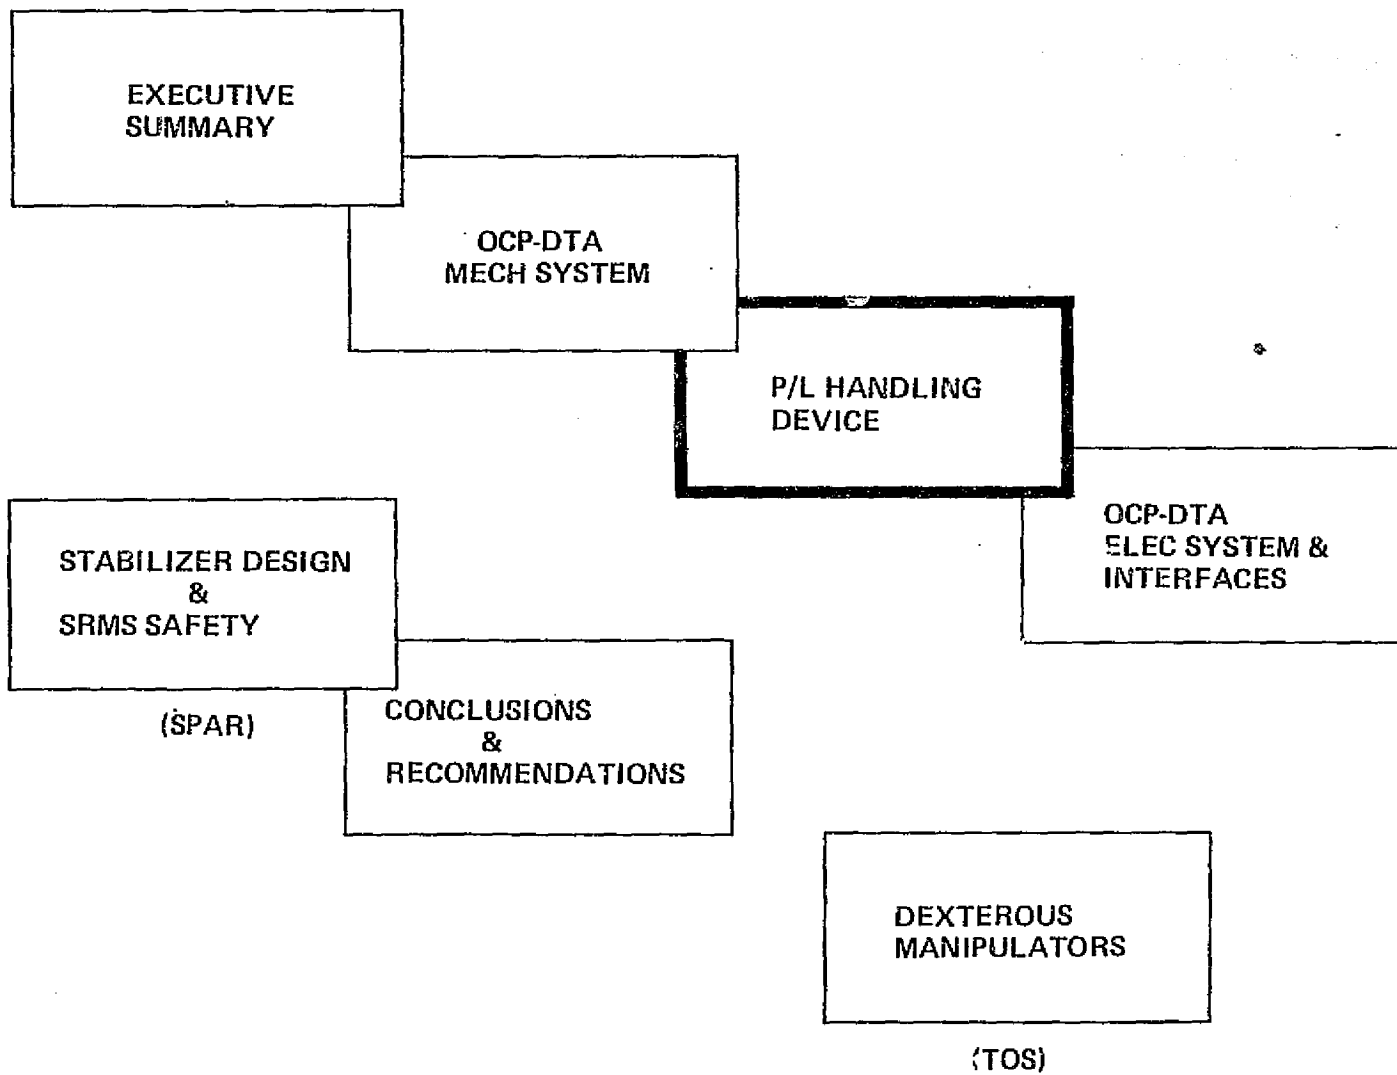 EXECUTIVE
SUMMARY
OCP-DTA
MECH SYSTEM
P/L HANDLING
DEVICE
OCP-DTA
ELEC SYSTEM &
INTERFACES
STABILIZER DESIGN
&
SRMS SAFETY
(SPAR)
CONCLUSIONS
&
RECOMMENDATIONS
DEXTEROUS
MANIPULATORS
(TOS)